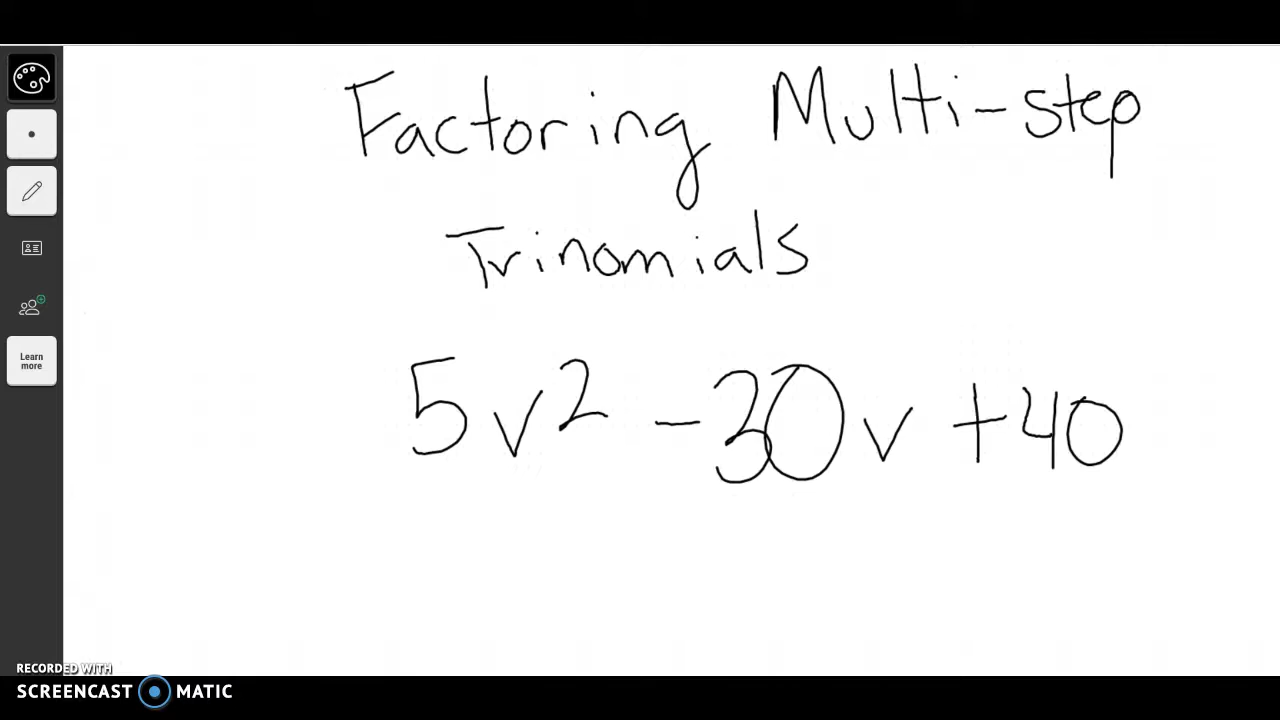 Factoring Multi-step
Trinomials
5v² -30v +40
Learn
more
RECORDED WITH
SCREENCAST MATIC